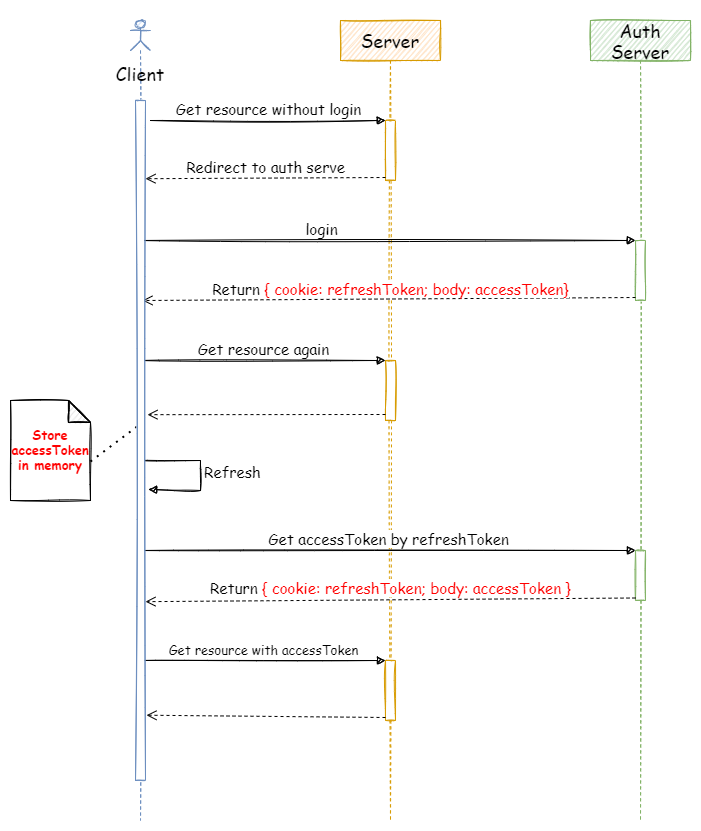 Client
Server
Auth
Server
Get resource without login
Redirect to auth serve
login
Return { cookie: refreshToken; body: accessToken}
Get resource again
Store
accessToken
in memory
Refresh
Get accessToken by refreshToken
Return { cookie: refreshToken; body: accessToken }
Get resource with accessToken